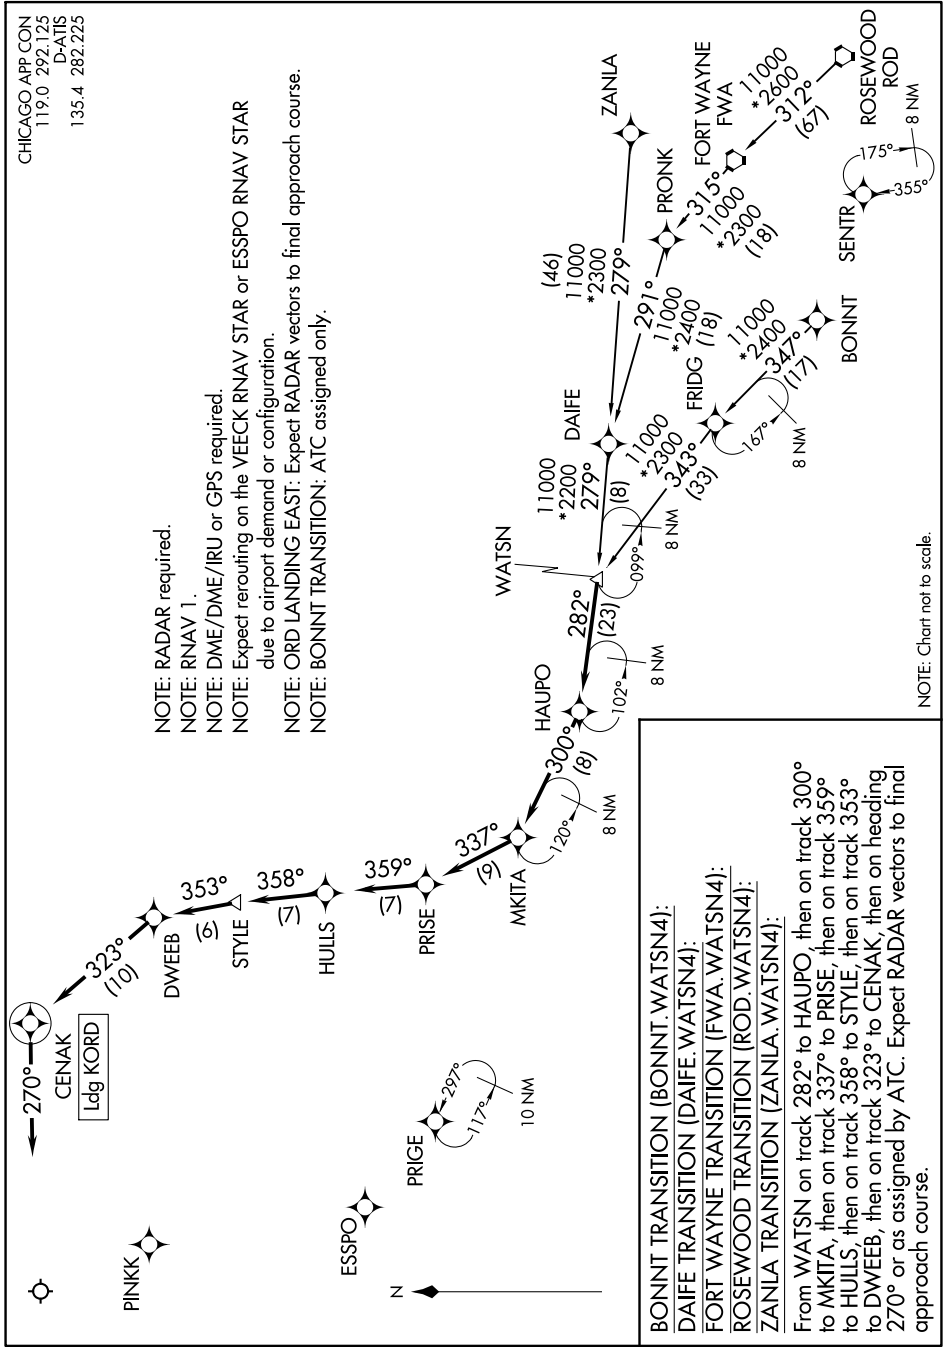 CHICAGO APP CON
119.0 292.125
D-ATIS
135.4 282.225
NOTE: RADAR required.
NOTE: RNAV 1.
NOTE: DME/DME/IRU or GPS required.
NOTE: Expect rerouting on the VEECK RNAV STAR or ESSPO RNAV STAR
due to airport demand or configuration.
NOTE: ORD LANDING EAST: Expect RADAR vectors to final approach course.
NOTE: BONNT TRANSITION: ATC assigned only.
270°
CENAK
Ldg KORD
323°
(10)
DWEEB
353°
(6)
STYLE
358°
(7)
HULLS
359°
(7)
PRISE
337°
(9)
MKITA
120°
8 NM
300°
(8)
HAUPO
102°
8 NM
282°
(23)
WATSN
099°
8 NM
11000
*2200
279°
(8)
DAIFE
(46)
11000
*2300
279°
ZANLA
291°
11000
*2400
(18)
PRONK
315°
11000
*2300
(18)
FORT WAYNE
FWA
11000
*2600
312°
(67)
ROSEWOOD
ROD
11000
*2300
343°
(33)
FRIDG
167°
8 NM
11000
*2400
347°
(17)
BONNT
SENTR
175°
355°
8 NM
PINKK
ESSPO
PRIGE
297°
117°
10 NM
N
NOTE: Chart not to scale.
BONNT TRANSITION (BONNT.WATSN4):
DAIFE TRANSITION (DAIFE.WATSN4):
FORT WAYNE TRANSITION (FWA.WATSN4):
ROSEWOOD TRANSITION (ROD.WATSN4):
ZANLA TRANSITION (ZANLA.WATSN4):
From WATSN on track 282° to HAUPO, then on track 300°
to MKITA, then on track 337° to PRISE, then on track 359°
to HULLS, then on track 358° to STYLE, then on track 353°
to DWEEB, then on track 323° to CENAK, then on heading
270° or as assigned by ATC. Expect RADAR vectors to final
approach course.